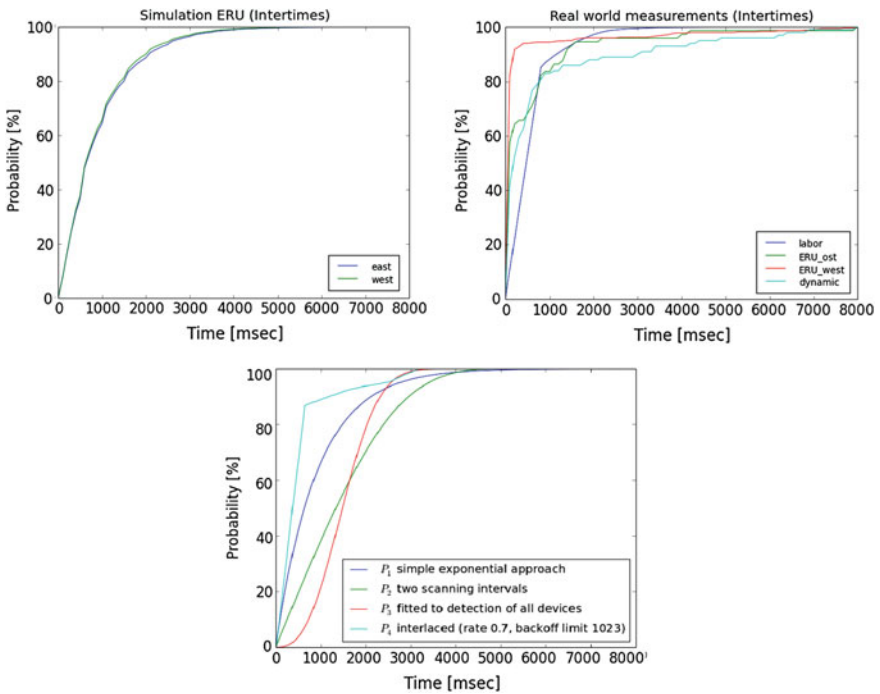 Simulation ERU (Intertimes)
Probability [%]
100
80
60
40
20
0
0 1000 2000 3000 4000 5000 6000 7000 8000
Time [msec]
east
west
Real world measurements (Intertimes)
Probability [%]
100
80
60
40
20
0
0 1000 2000 3000 4000 5000 6000 7000 8000
Time [msec]
labor
ERU_ost
ERU_west
dynamic
Probability [%]
100
80
60
40
20
0
0 1000 2000 3000 4000 5000 6000 7000 8000
Time [msec]
P1 simple exponential approach
P2 two scanning intervals
P3 fitted to detection of all devices
P4 interlaced (rate 0.7, backoff limit 1023)